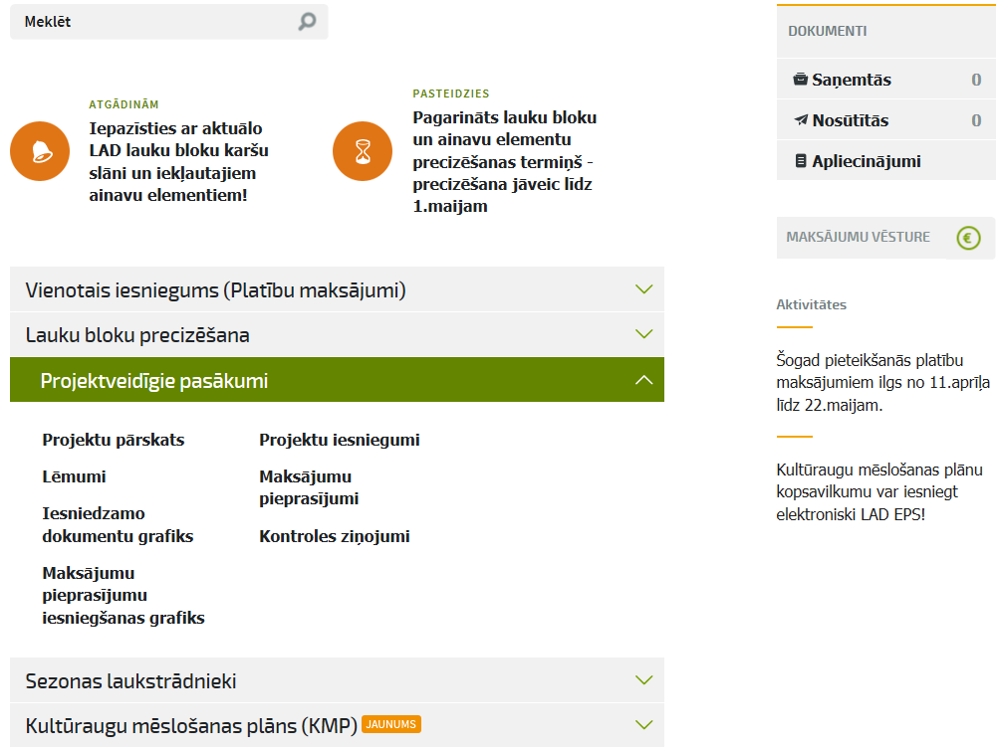 Meklēt
ATGĀDINĀM
Iepazīsties ar aktuālo
LAD lauku bloku karšu
slāni un iekļautajiem
ainavu elementiem!
PASTEIDZIES
Pagarināts lauku bloku
un ainavu elementu
precizēšanas termiņš -
precizēšana jāveic līdz
1.maijam
Vienotais iesniegums (Platību maksājumi)
Lauku bloku precizēšana
Projektveidīgie pasākumi
Projektu pārskats
Lēmumi
Iesniedzamo
dokumentu grafiks
Maksājumu
pieprasījumu
iesniegšanas grafiks
Projektu iesniegumi
Maksājumu
pieprasījumi
Kontroles ziņojumi
Sezonas laukstrādnieki
Kultūraugu mēslošanas plāns (KMP) JAUNUMS
DOKUMENTI
Saņemtās 0
Nosūtītās 0
Apliecinājumi
MAKSĀJUMU VĒSTURE €
Aktivitātes
Šogad pieteikšanās platību
maksājumiem ilgs no 11.aprīļa
līdz 22.maijam.
Kultūraugu mēslošanas plānu
kopsavilkumu var iesniegt
elektroniski LAD EPS!